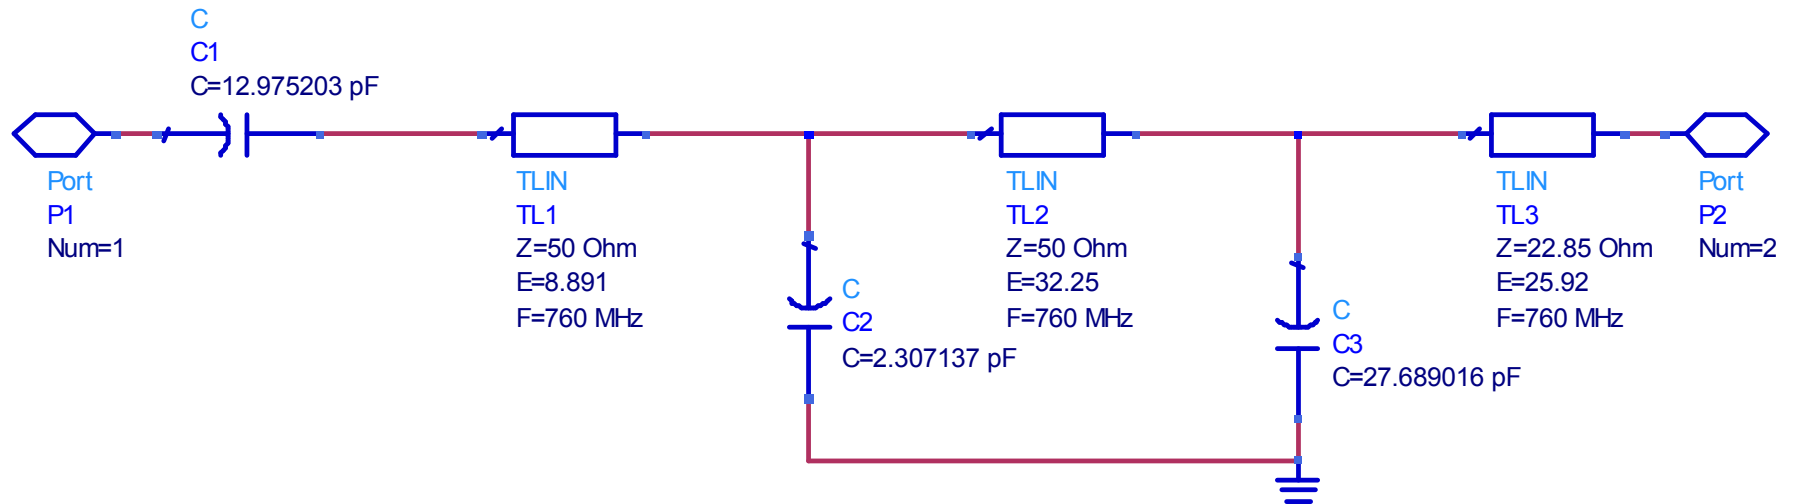 C
C1
C=12.975203 pF
Port
P1
Num=1
TLIN
TL1
Z=50 Ohm
E=8.891
F=760 MHz
C
C2
C=2.307137 pF
TLIN
TL2
Z=50 Ohm
E=32.25
F=760 MHz
C
C3
C=27.689016 pF
TLIN
TL3
Z=22.85 Ohm
E=25.92
F=760 MHz
Port
P2
Num=2